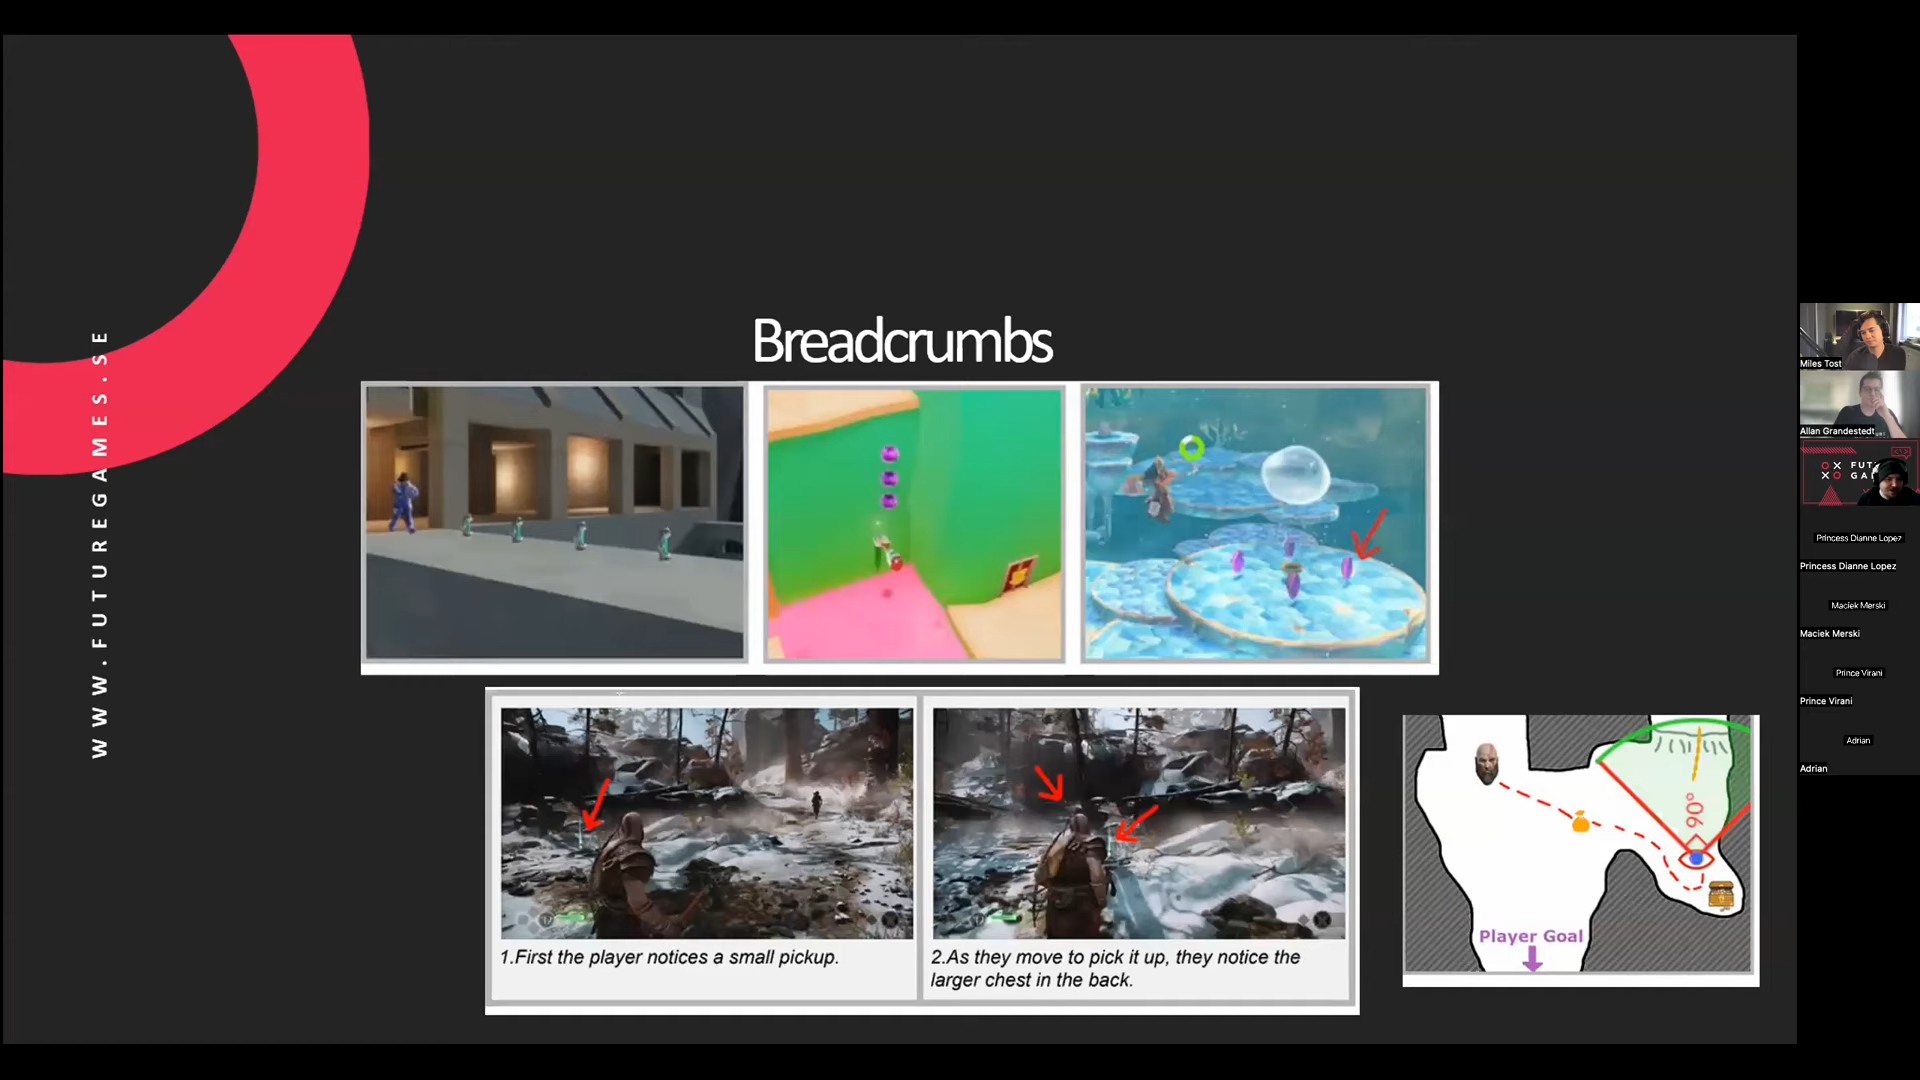 WWW.FUTUREGAMES.SE
Breadcrumbs
1.First the player notices a small pickup.
2.As they move to pick it up, they notice the
larger chest in the back.
90°
Player Goal
Miles Tost
Allan Grandestedt
FUT
GA
Princess Dianne Lopez
Princess Dianne Lopez
Maciek Merski
Maciek Merski
Prince Virani
Prince Virani
Adrian
Adrian